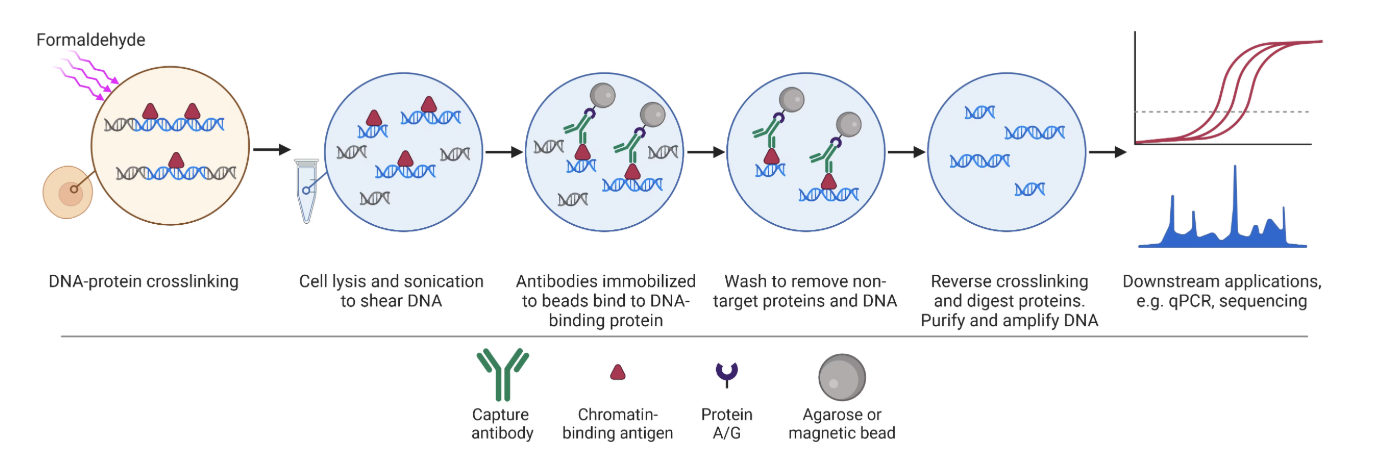 Formaldehyde
DNA-protein crosslinking
Cell lysis and sonication
to shear DNA
Antibodies immobilized
to beads bind to DNA-
binding protein
Wash to remove non-
target proteins and DNA
Reverse crosslinking
and digest proteins.
Purify and amplify DNA
Downstream applications,
e.g. qPCR, sequencing
Capture
antibody
Chromatin-
binding antigen
Protein
A/G
Agarose or
magnetic bead